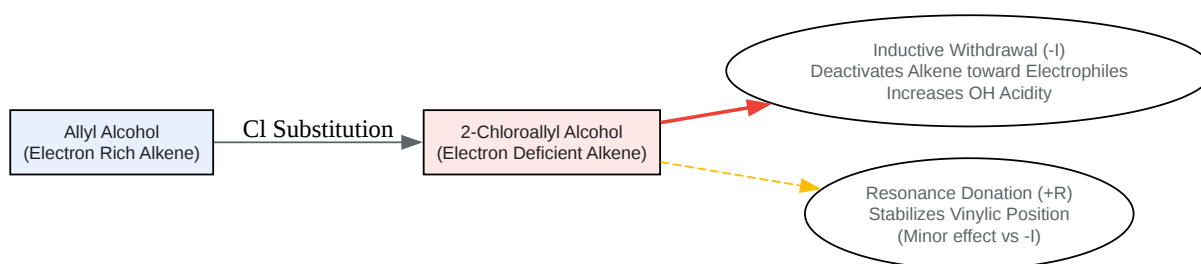 Allyl Alcohol
(Electron Rich Alkene)
Cl Substitution
2-Chloroallyl Alcohol
(Electron Deficient Alkene)
Inductive Withdrawal (-I)
Deactivates Alkene toward Electrophiles
Increases OH Acidity
Resonance Donation (+R)
Stabilizes Vinylic Position
(Minor effect vs -I)